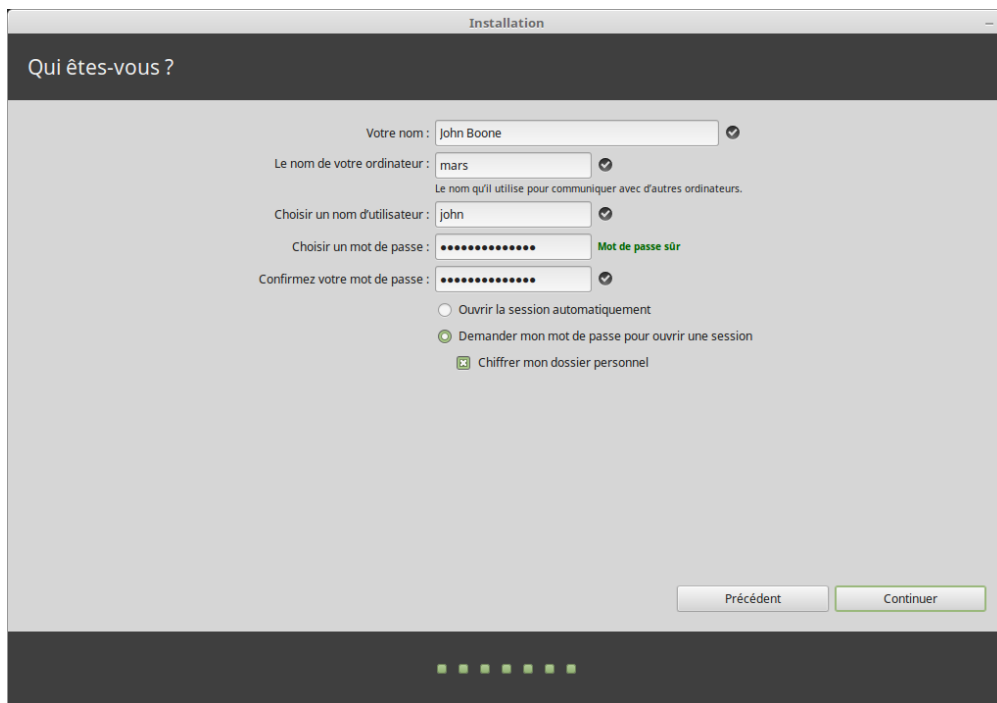 Installation
Qui êtes-vous ?
Votre nom : John Boone
Le nom de votre ordinateur : mars
Le nom qu'il utilise pour communiquer avec d'autres ordinateurs.
Choisir un nom d'utilisateur : john
Choisir un mot de passe : ●●●●●●●●●●●●●● Mot de passe sûr
Confirmez votre mot de passe : ●●●●●●●●●●●●●●
Ouvrir la session automatiquement
Demander mon mot de passe pour ouvrir une session
Chiffrer mon dossier personnel
Précédent Continuer